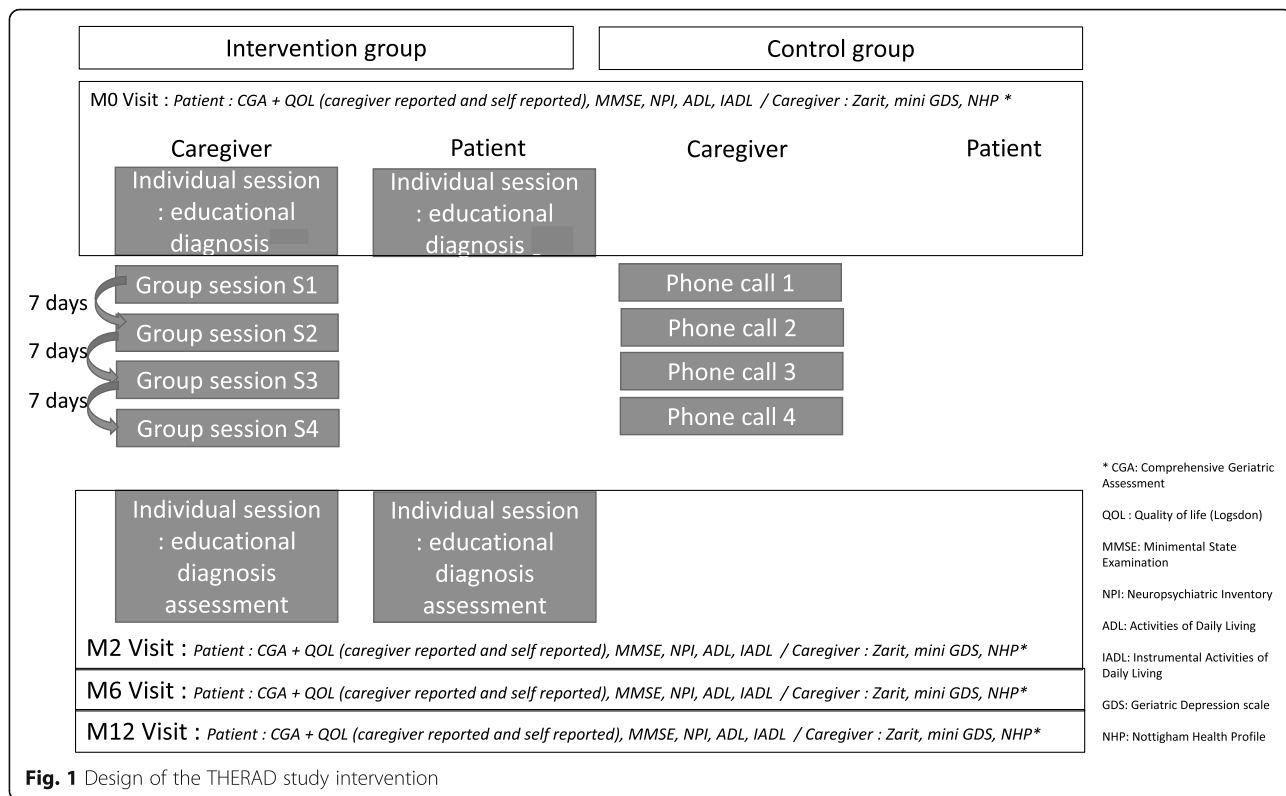 Intervention group
Control group
M0 Visit : Patient : CGA + QOL (caregiver reported and self reported), MMSE, NPI, ADL, IADL / Caregiver : Zarit, mini GDS, NHP *
Caregiver
Patient
Caregiver
Patient
Individual session
: educational
diagnosis
Individual session
: educational
diagnosis
Group session S1
Phone call 1
7 days
Group session S2
Phone call 2
7 days
Group session S3
Phone call 3
7 days
Group session S4
Phone call 4
Individual session
: educational
diagnosis
assessment
Individual session
: educational
diagnosis
assessment
M2 Visit : Patient : CGA + QOL (caregiver reported and self reported), MMSE, NPI, ADL, IADL / Caregiver : Zarit, mini GDS, NHP*
M6 Visit : Patient : CGA + QOL (caregiver reported and self reported), MMSE, NPI, ADL, IADL / Caregiver : Zarit, mini GDS, NHP*
M12 Visit : Patient : CGA + QOL (caregiver reported and self reported), MMSE, NPI, ADL, IADL / Caregiver : Zarit, mini GDS, NHP*
* CGA: Comprehensive Geriatric
Assessment
QOL : Quality of life (Logsdon)
MMSE: Minimental State
Examination
NPI: Neuropsychiatric Inventory
ADL: Activities of Daily Living
IADL: Instrumental Activities of
Daily Living
GDS: Geriatric Depression scale
NHP: Nottigham Health Profile
Fig. 1 Design of the THERAD study intervention